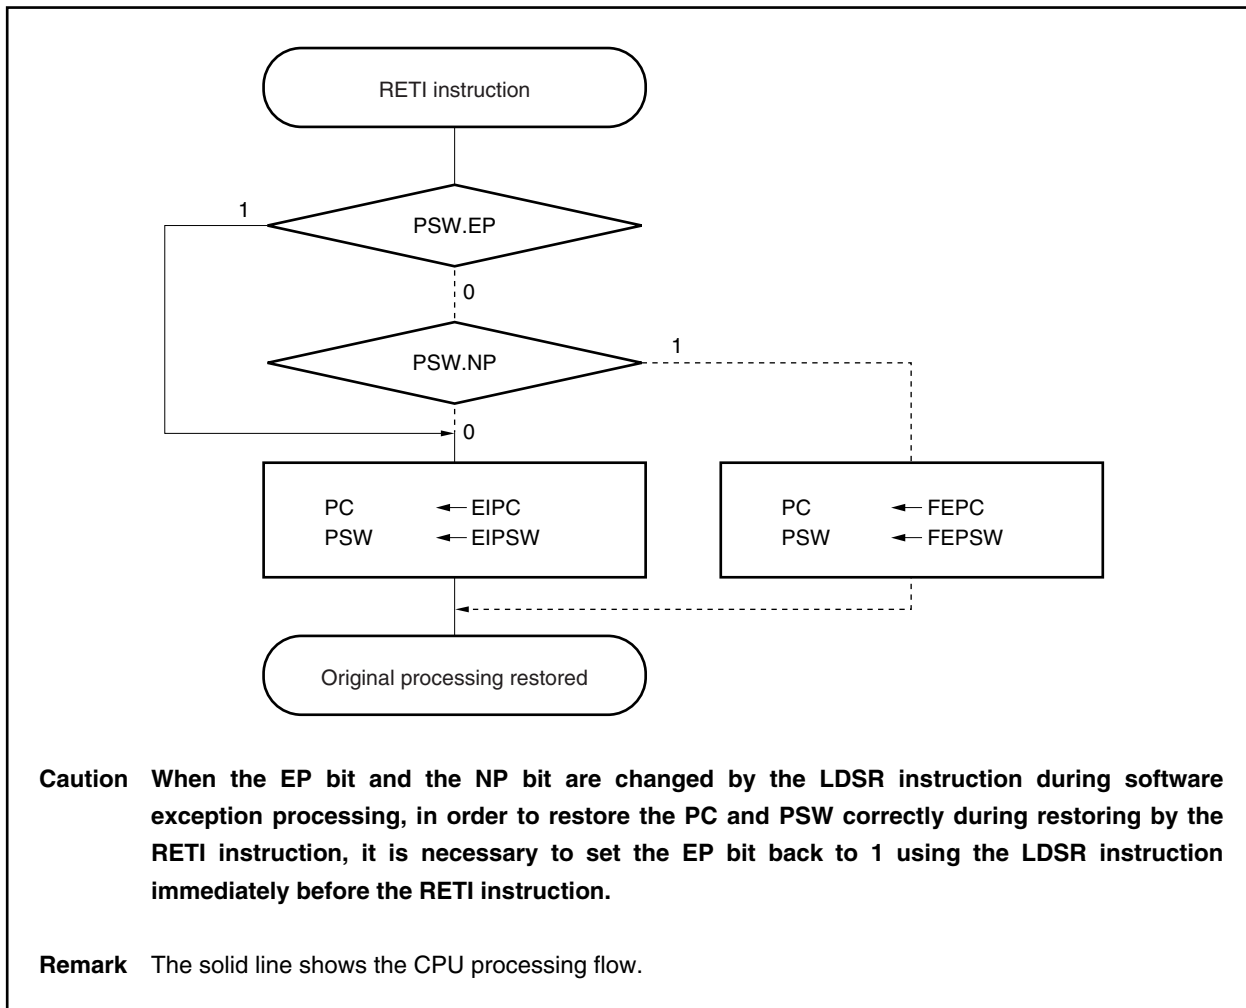 RETI instruction
1
PSW.EP
0
PSW.NP
1
0
PC ← EIPC
PSW ← EIPSW
PC ← FEPC
PSW ← FEPSW
Original processing restored
Caution When the EP bit and the NP bit are changed by the LDSR instruction during software
exception processing, in order to restore the PC and PSW correctly during restoring by the
RETI instruction, it is necessary to set the EP bit back to 1 using the LDSR instruction
immediately before the RETI instruction.
Remark The solid line shows the CPU processing flow.